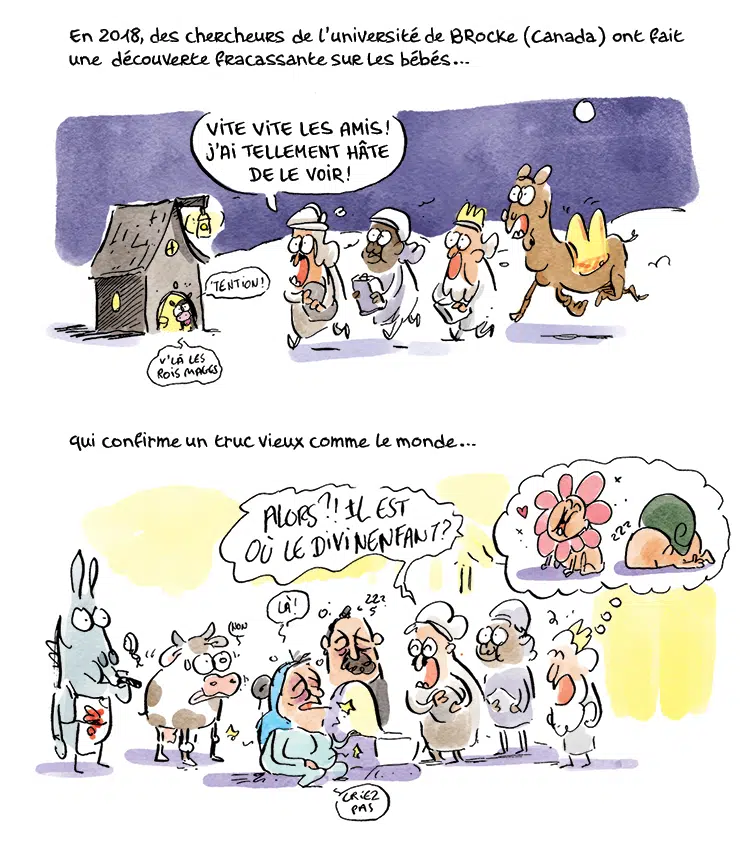 En 2018, des chercheurs de l'université de BRocke (Canada) ont fait
une découverte fracassante sur les bébés...
VITE VITE LES AMIS!
J'AI TELLEMENT HÂTE
DE LE VOIR!
'TENTION!
V'LÀ LES
ROIS MAGES
qui confirme un truc vieux comme le monde...
ALORS?! IL EST
OÙ LE DIVINENFANT?
zzz
LÀ!
zzz
NON
CRIEZ
PAS